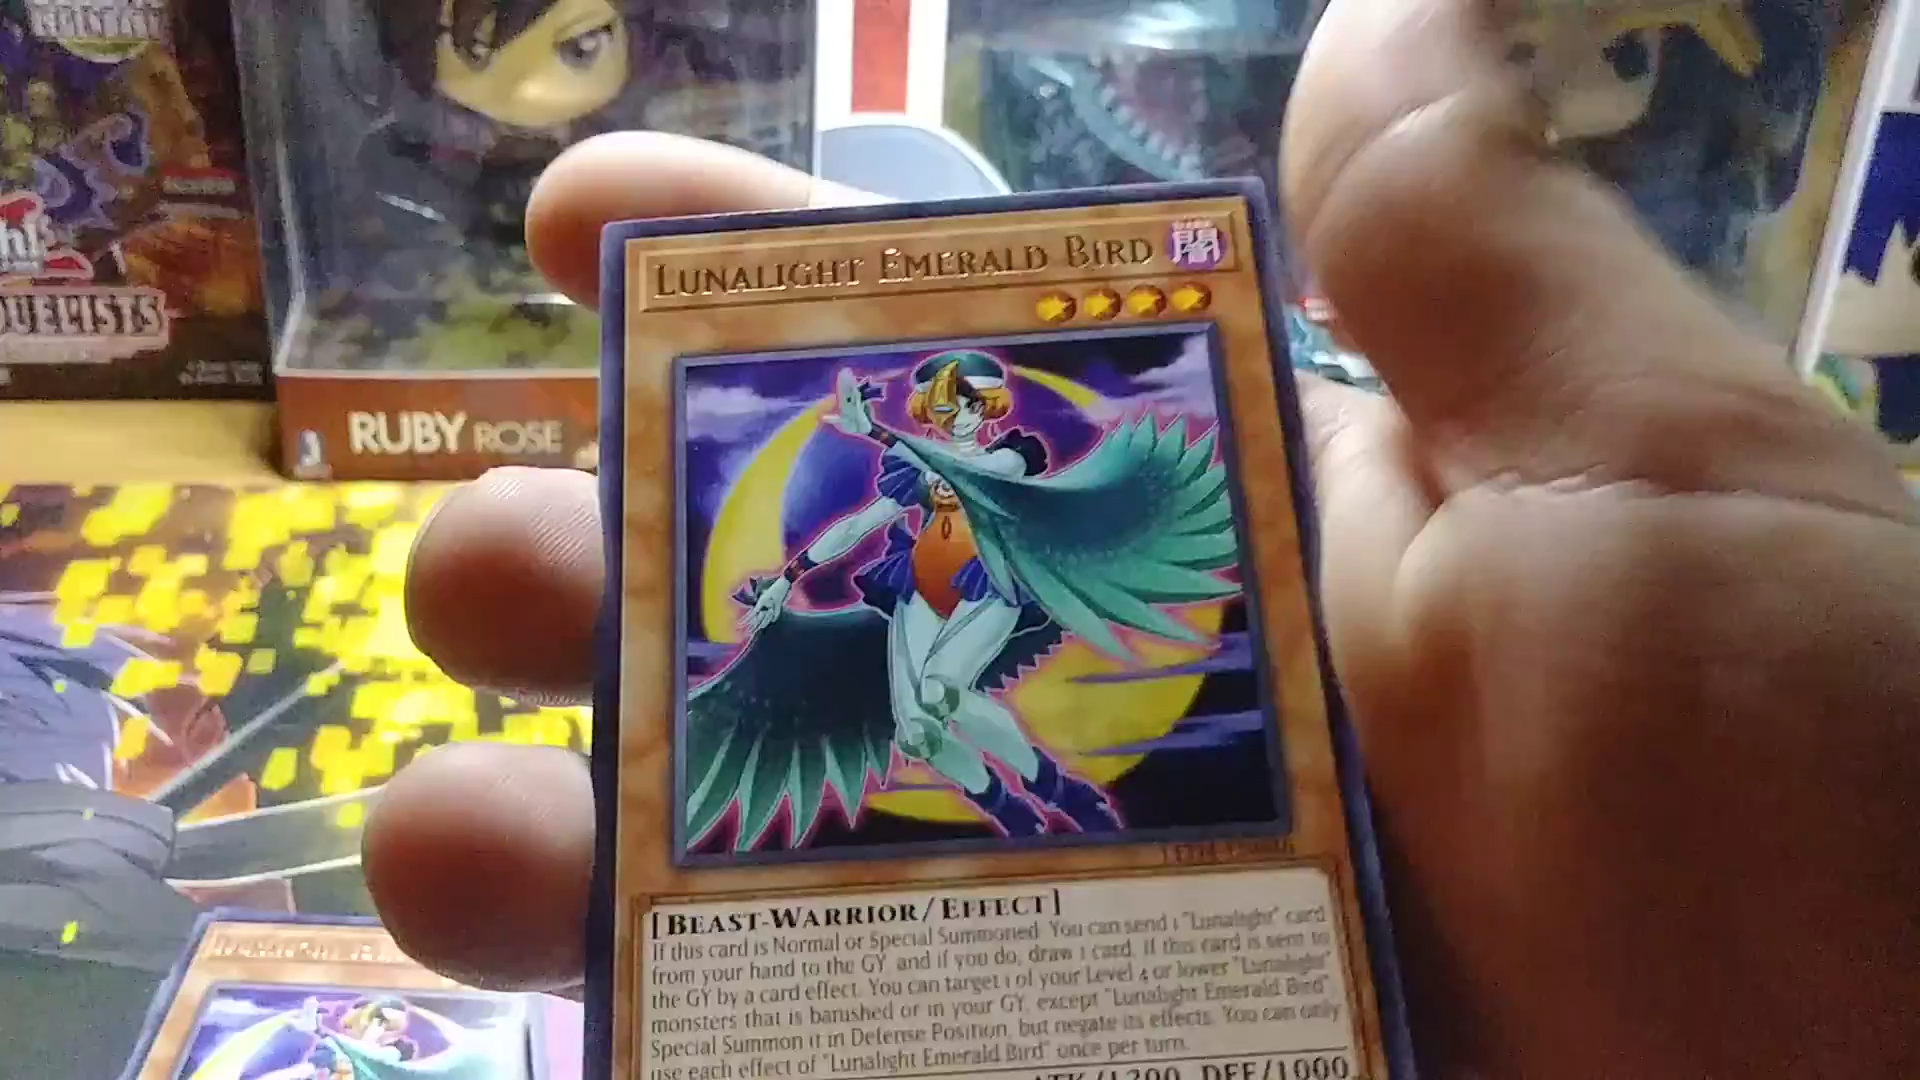 LUNALIGHT EMERALD BIRD
闇
DUELISTS
RUBY ROSE
[BEAST-WARRIOR/EFFECT]
If this card is Normal or Special Summoned: You can send 1 "Lunalight" card
from your hand to the GY, and if you do, draw 1 card. If this card is sent to
the GY by a card effect: You can target 1 of your Level 4 or lower "Lunalight"
monsters that is banished or in your GY, except "Lunalight Emerald Bird"
Special Summon it in Defense Position, but negate its effects. You can only
use each effect of "Lunalight Emerald Bird" once per turn.
ATK/1200 DEF/1000